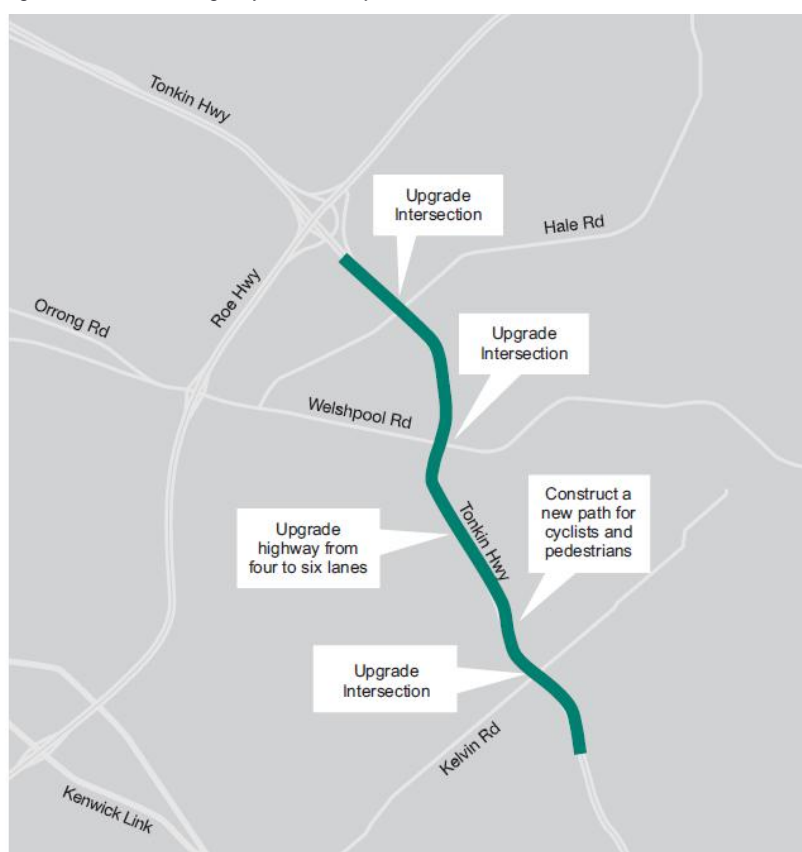 Tonkin Hwy
Upgrade
Intersection
Hale Rd
Roe Hwy
Orrong Rd
Upgrade
Intersection
Welshpool Rd
Upgrade
highway from
four to six lanes
Tonkin Hwy
Construct a
new path for
cyclists and
pedestrians
Upgrade
Intersection
Kelvin Rd
Kenwick Link